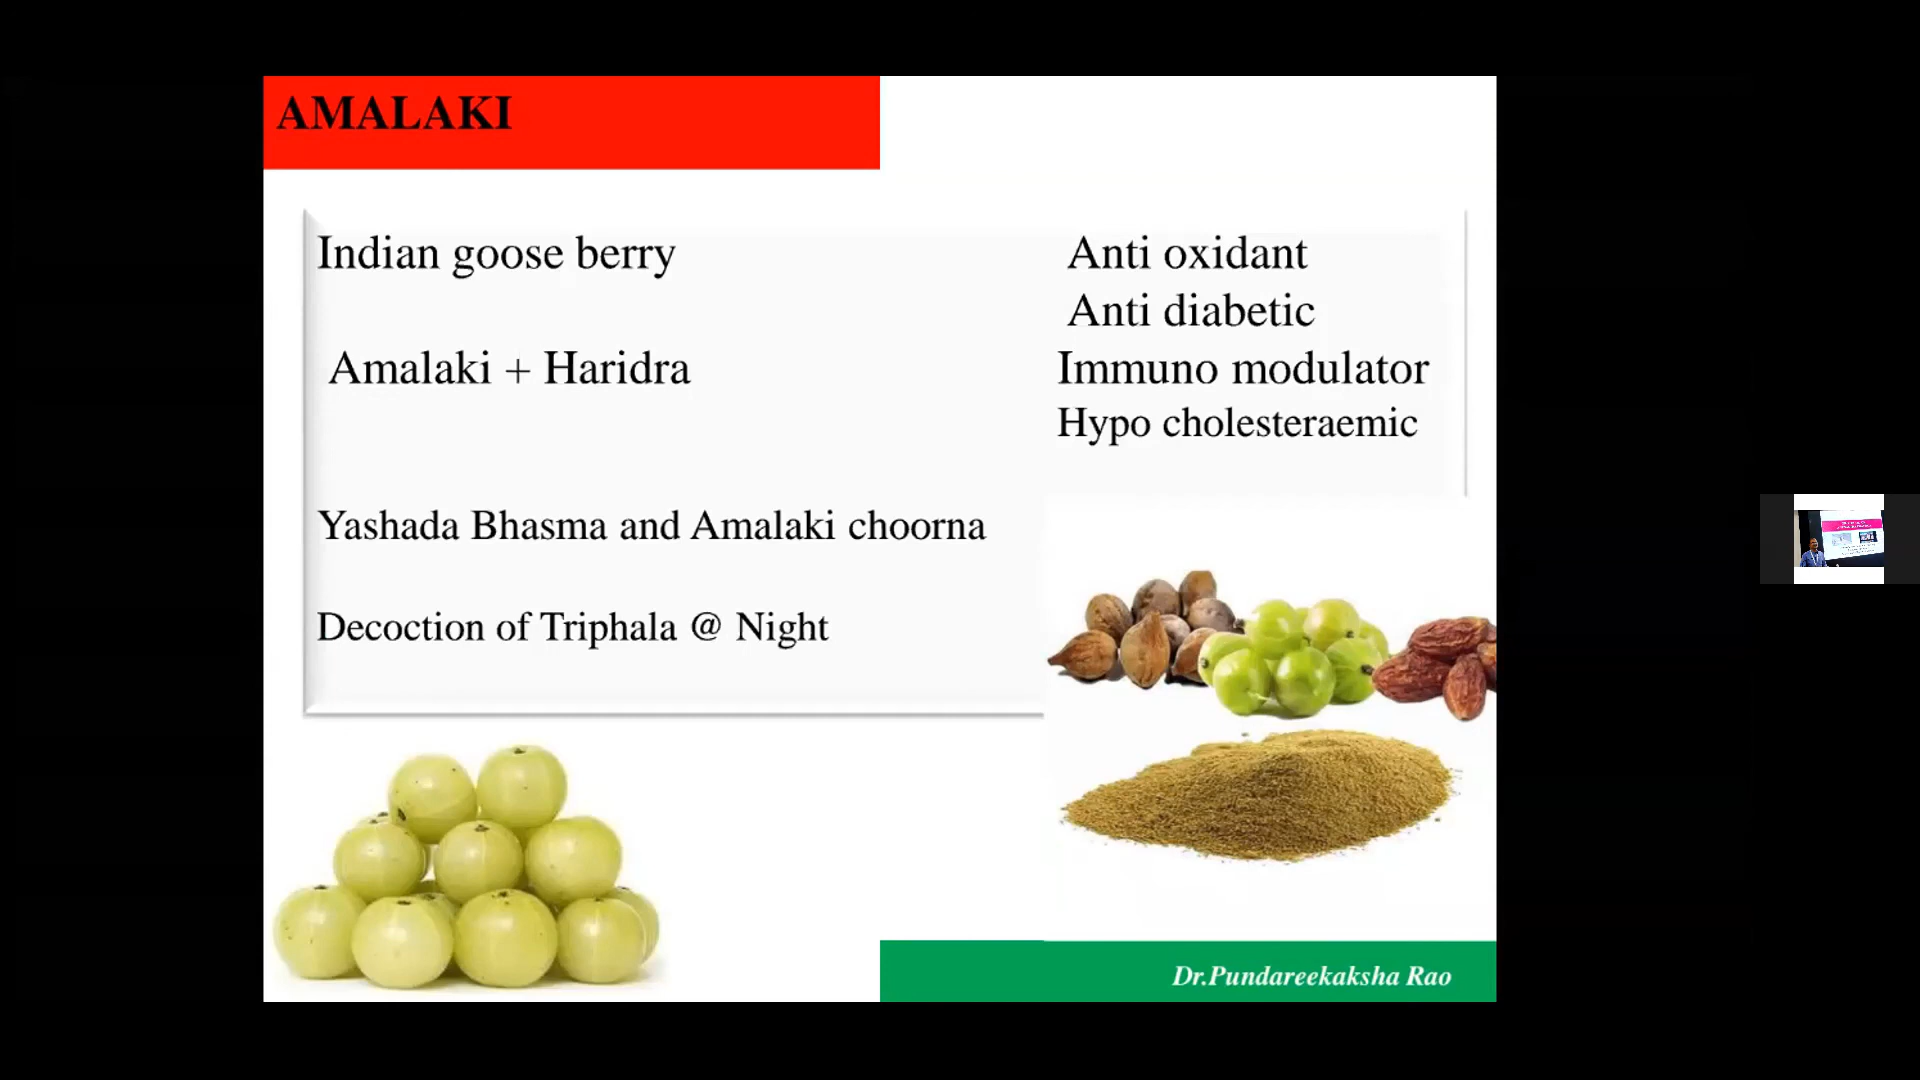 AMALAKI
Indian goose berry
Anti oxidant
Anti diabetic
Amalaki + Haridra
Immuno modulator
Hypo cholesteraemic
Yashada Bhasma and Amalaki choorna
Decoction of Triphala @ Night
Dr.Pundareekaksha Rao